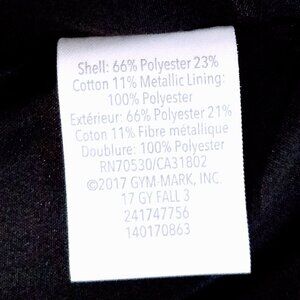 Shell: 66% Polyester 23%
Cotton 11% Metallic Lining:
100% Polyester
Extérieur: 66% Polyester 21%
Coton 11% Fibre métallique
Doublure: 100% Polyester
RN70530/CA31802
©2017 GYM-MARK, INC.
17 GY FALL 3
241747756
140170863